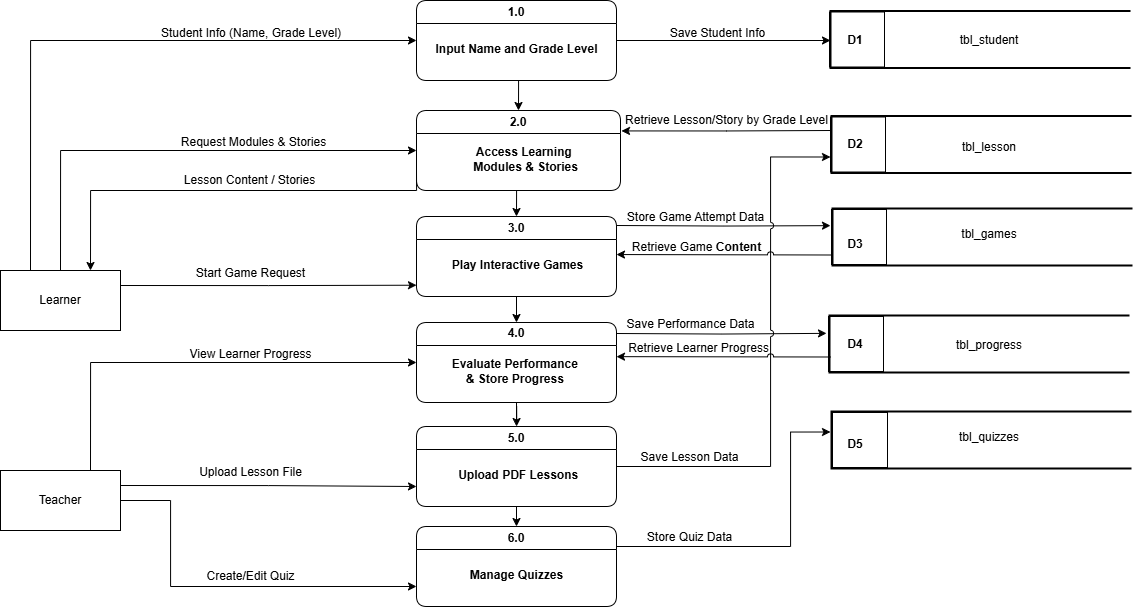 1.0
Student Info (Name, Grade Level)
Input Name and Grade Level
Save Student Info
D1
tbl_student
2.0
Retrieve Lesson/Story by Grade Level
Request Modules & Stories
Access Learning
Modules & Stories
D2
tbl_lesson
Lesson Content / Stories
3.0
Store Game Attempt Data
tbl_games
Retrieve Game Content
D3
Play Interactive Games
Start Game Request
Learner
4.0
Save Performance Data
View Learner Progress
Retrieve Learner Progress
D4
tbl_progress
Evaluate Performance
& Store Progress
5.0
D5
tbl_quizzes
Upload Lesson File
Upload PDF Lessons
Save Lesson Data
Teacher
6.0
Store Quiz Data
Create/Edit Quiz
Manage Quizzes